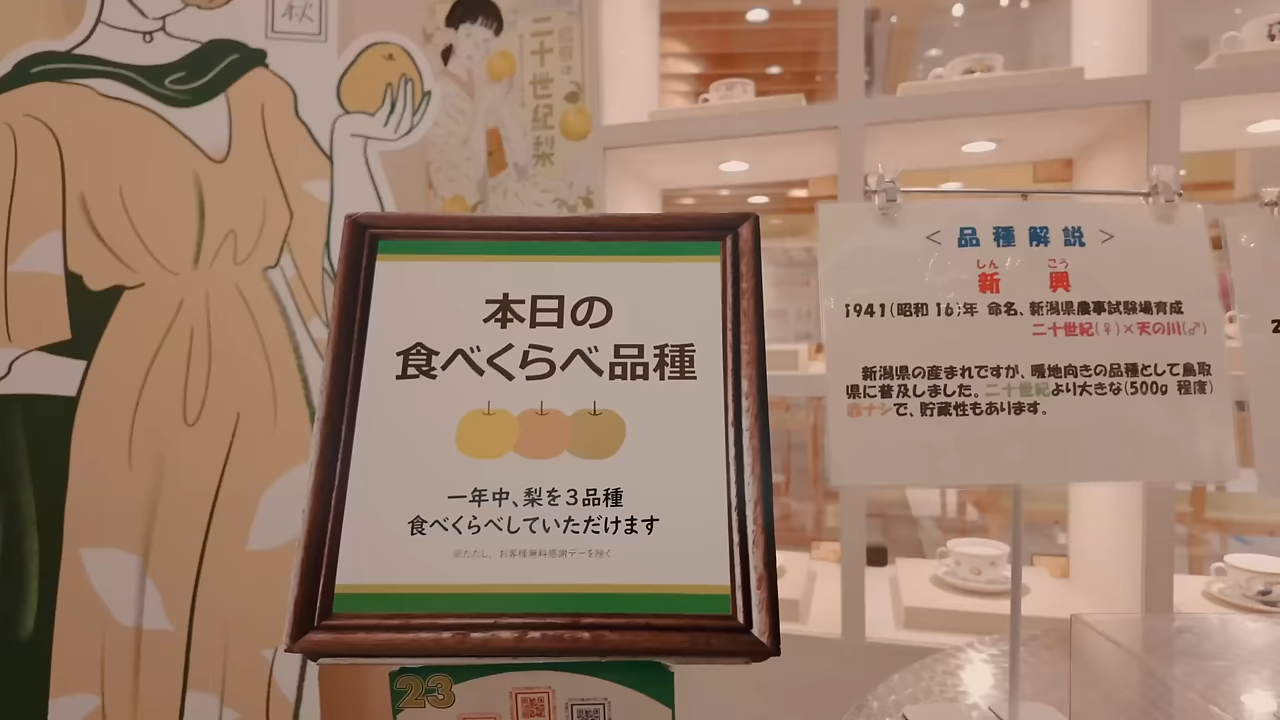 秋
二十世紀梨
本日の
食べくらべ品種
一年中、梨を3品種
食べくらべしていただけます
※ただし、お客様無料感謝デーを除く
23
<品種解説>
しん こう
新 興
1941(昭和 16)年 命名、新潟県農事試験場育成
二十世紀(♀)×天の川(♂)
新潟県の産まれですが、暖地向きの品種として鳥取
県に普及しました。二十世紀より大きな(500g 程度)
赤ナシで、貯蔵性もあります。
2